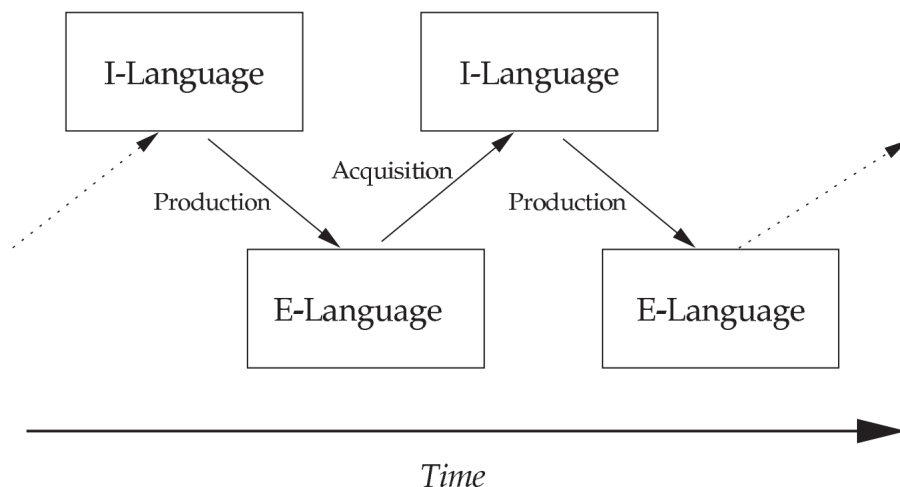 I-Language
I-Language
Acquisition
Production
Production
E-Language
E-Language
Time